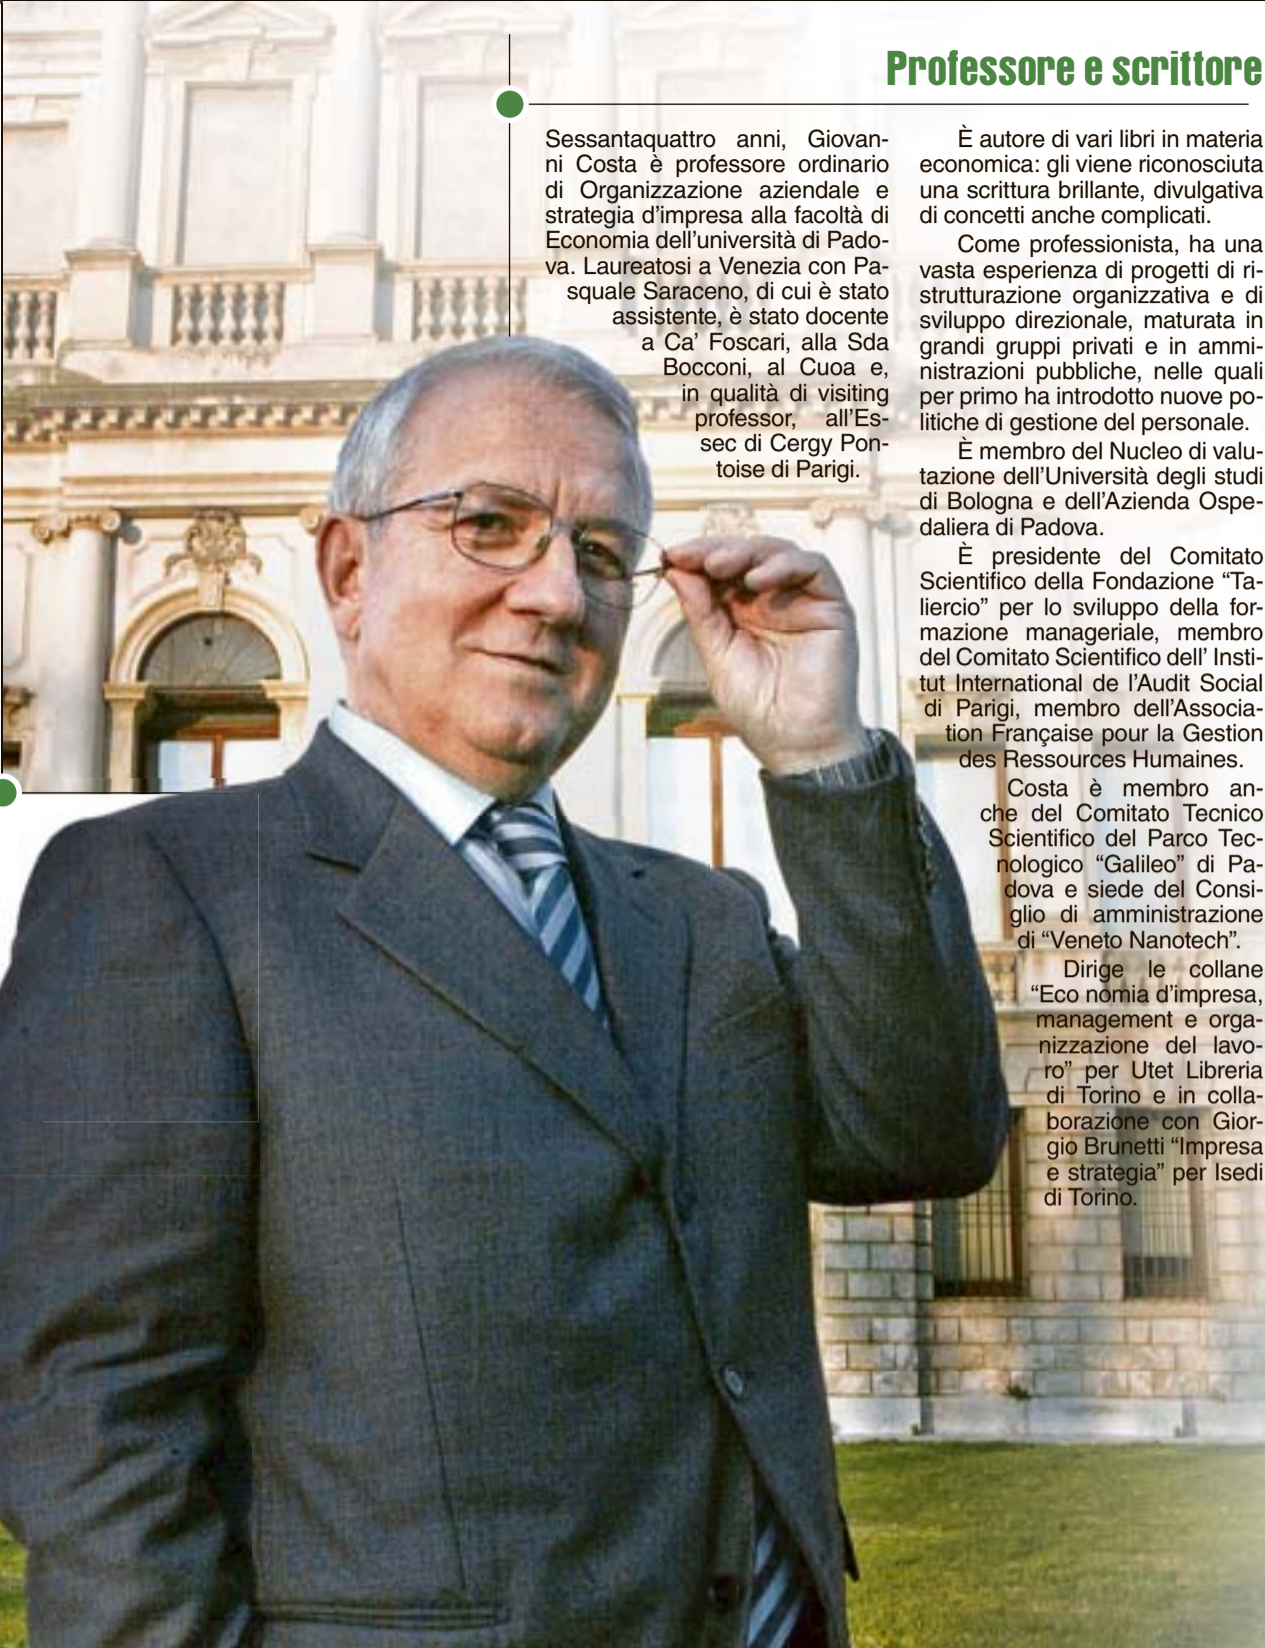 Professore e scrittore
Sessantaquattro anni, Giovan-
ni Costa è professore ordinario
di Organizzazione aziendale e
strategia d'impresa alla facoltà di
Economia dell'università di Pado-
va. Laureatosi a Venezia con Pa-
squale Saraceno, di cui è stato
assistente, è stato docente
a Ca' Foscari, alla Sda
Bocconi, al Cuoa e,
in qualità di visiting
professor, all'Es-
sec di Cergy Pon-
toise di Parigi.
È autore di vari libri in materia
economica: gli viene riconosciuta
una scrittura brillante, divulgativa
di concetti anche complicati.
Come professionista, ha una
vasta esperienza di progetti di ri-
strutturazione organizzativa e di
sviluppo direzionale, maturata in
grandi gruppi privati e in ammi-
nistrazioni pubbliche, nelle quali
per primo ha introdotto nuove po-
litiche di gestione del personale.
È membro del Nucleo di valu-
tazione dell'Università degli studi
di Bologna e dell'Azienda Ospe-
daliera di Padova.
È presidente del Comitato
Scientifico della Fondazione “Ta-
liercio” per lo sviluppo della for-
mazione manageriale, membro
del Comitato Scientifico dell' Insti-
tut International de l'Audit Social
di Parigi, membro dell'Associa-
tion Française pour la Gestion
des Ressources Humaines.
Costa è membro an-
che del Comitato Tecnico
Scientifico del Parco Tec-
nologico “Galileo” di Pa-
dova e siede del Consi-
glio di amministrazione
di “Veneto Nanotech”.
Dirige le collane
“Eco nomia d'impresa,
management e orga-
nizzazione del lavo-
ro” per Utet Libreria
di Torino e in colla-
borazione con Gior-
gio Brunetti “Impresa
e strategia” per Isedi
di Torino.